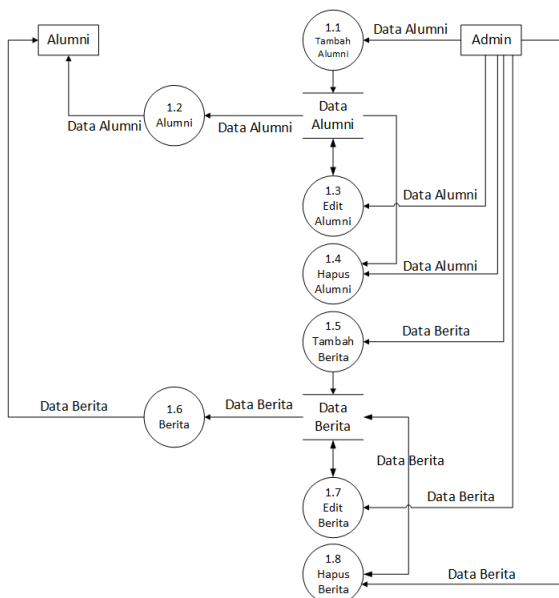 Alumni
1.1
Tambah
Alumni
Data Alumni
Admin
1.2
Alumni
Data Alumni
Data Alumni
Data
Alumni
1.3
Edit
Alumni
Data Alumni
1.4
Hapus
Alumni
Data Alumni
1.5
Tambah
Berita
Data Berita
Data Berita
1.6
Berita
Data Berita
Data
Berita
Data Berita
1.7
Edit
Berita
Data Berita
1.8
Hapus
Berita
Data Berita